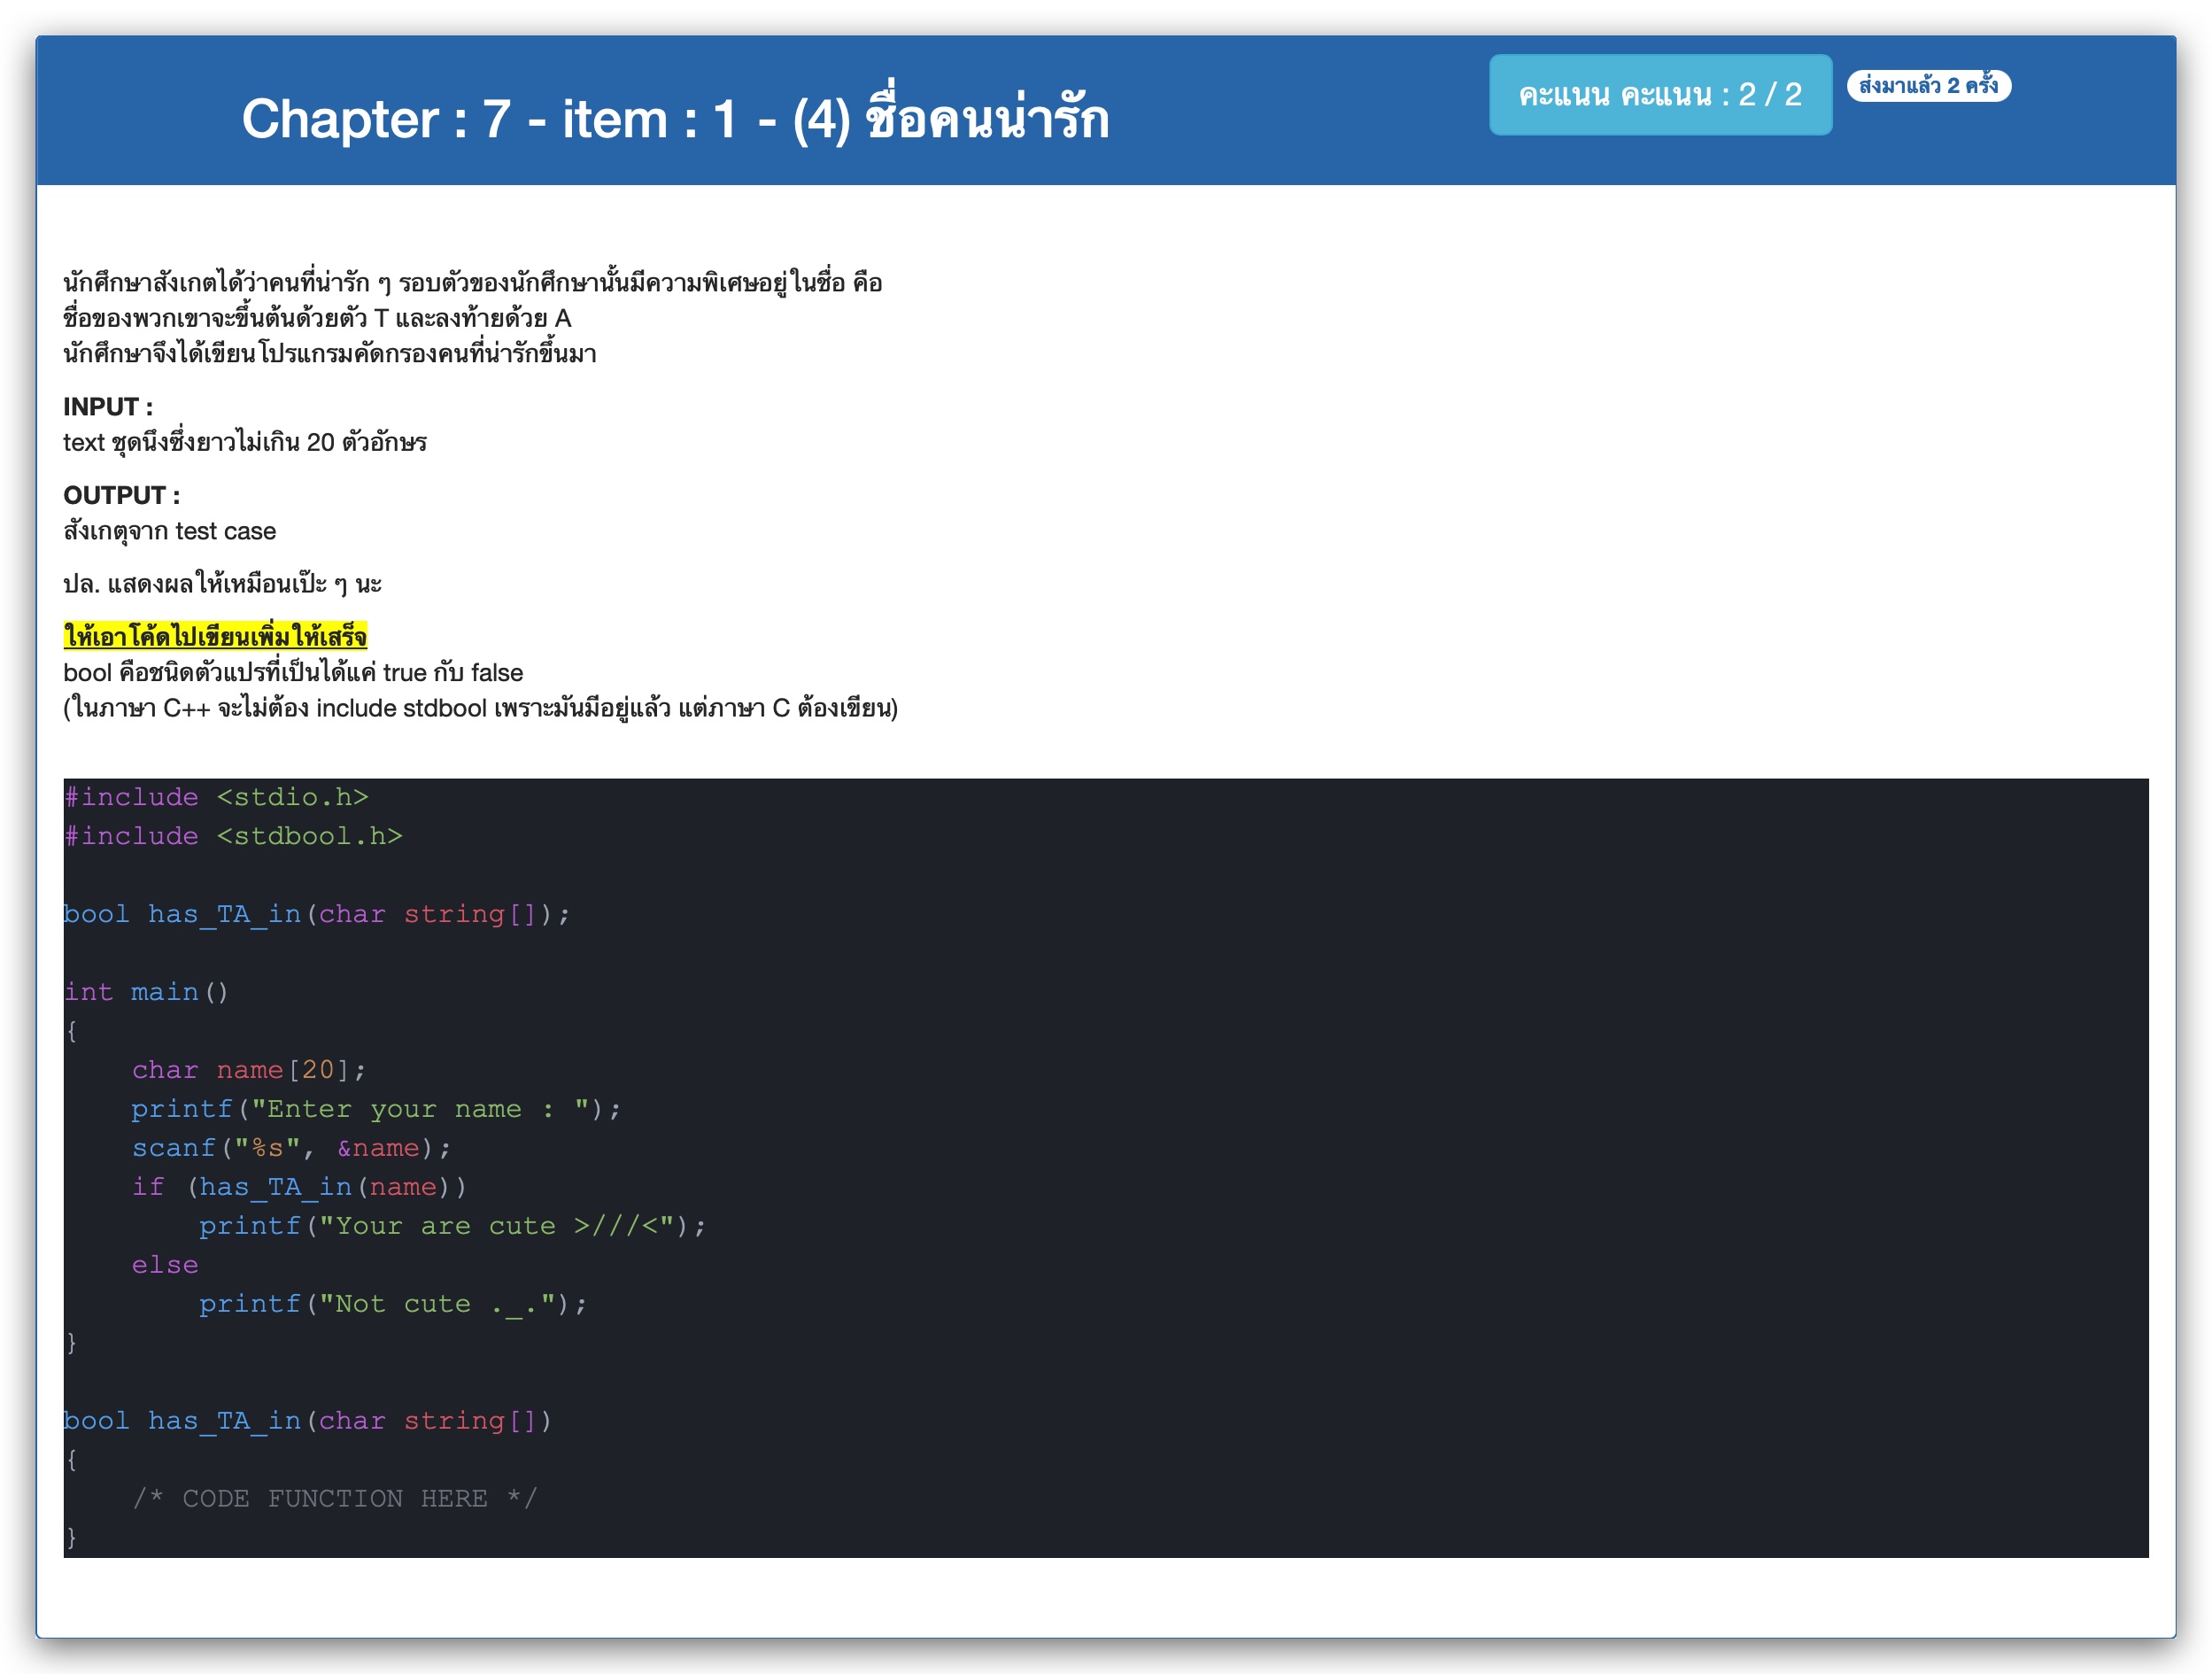 Chapter : 7 - item : 1 - (4) ชื่อคนน่ารัก
คะแนน คะแนน : 2 / 2
ส่งมาแล้ว 2 ครั้ง
นักศึกษาสังเกตได้ว่าคนที่น่ารัก ๆ รอบตัวของนักศึกษานั้นมีความพิเศษอยู่ในชื่อ คือ
ชื่อของพวกเขาจะขึ้นต้นด้วยตัว T และลงท้ายด้วย A
นักศึกษาจึงได้เขียนโปรแกรมคัดกรองคนที่น่ารักขึ้นมา
INPUT :
text ชุดนึงซึ่งยาวไม่เกิน 20 ตัวอักษร
OUTPUT :
สังเกตุจาก test case
ปล. แสดงผลให้เหมือนเป๊ะ ๆ นะ
ให้เอาโค้ดไปเขียนเพิ่มให้เสร็จ
bool คือชนิดตัวแปรที่เป็นได้แค่ true กับ false
(ในภาษา C++ จะไม่ต้อง include stdbool เพราะมันมีอยู่แล้ว แต่ภาษา C ต้องเขียน)
#include <stdio.h>
#include <stdbool.h>
bool has_TA_in(char string[]);
int main()
{
    char name[20];
    printf("Enter your name : ");
    scanf("%s", &name);
    if (has_TA_in(name))
        printf("Your are cute >///<");
    else
        printf("Not cute ._.");
}
bool has_TA_in(char string[])
{
    /* CODE FUNCTION HERE */
}